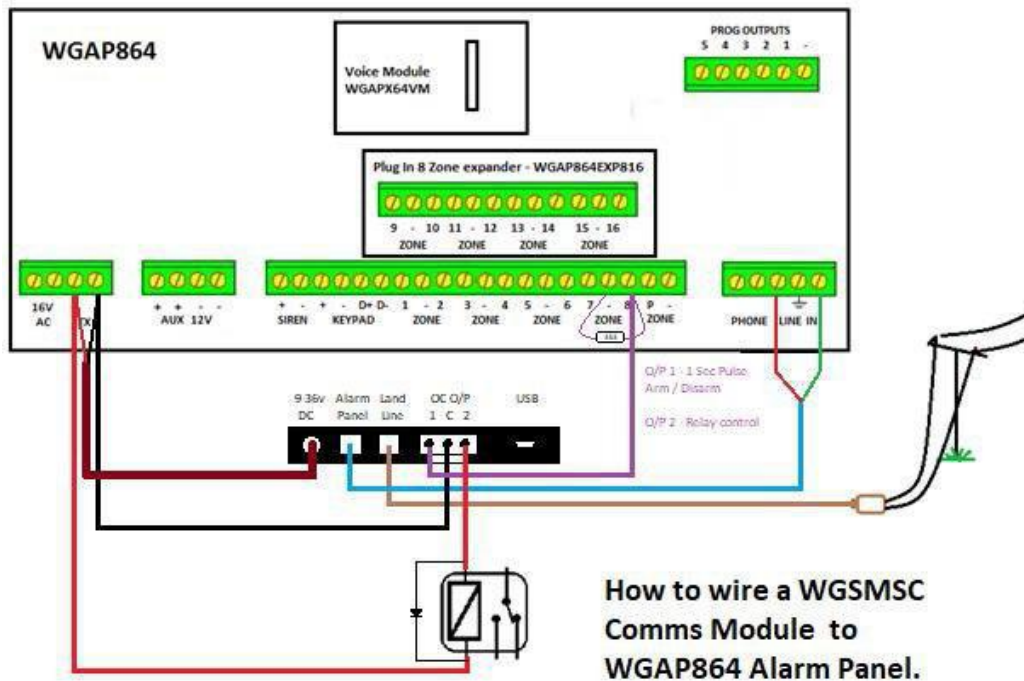 WGAP864
PROG OUTPUTS
5 4 3 2 1 -
Voice Module
WGAPX64VM
Plug In 8 Zone expander - WGAP864EXP816
9 - 10 11 - 12 13 - 14 15 - 16
ZONE ZONE ZONE ZONE
16V
AC
+ + - -
AUX 12V
+ - + - D+ D- 1 - 2 3 - 4 5 - 6 7 - 8 P -
SIREN KEYPAD ZONE ZONE ZONE ZONE ZONE
PHONE LINE IN
O/P 1 - 1 Sec Pulse
Arm / Disarm
O/P 2 - Relay control
9 36v Alarm Land OC O/P USB
DC Panel Line 1 C 2
How to wire a WGSMSC
Comms Module to
WGAP864 Alarm Panel.